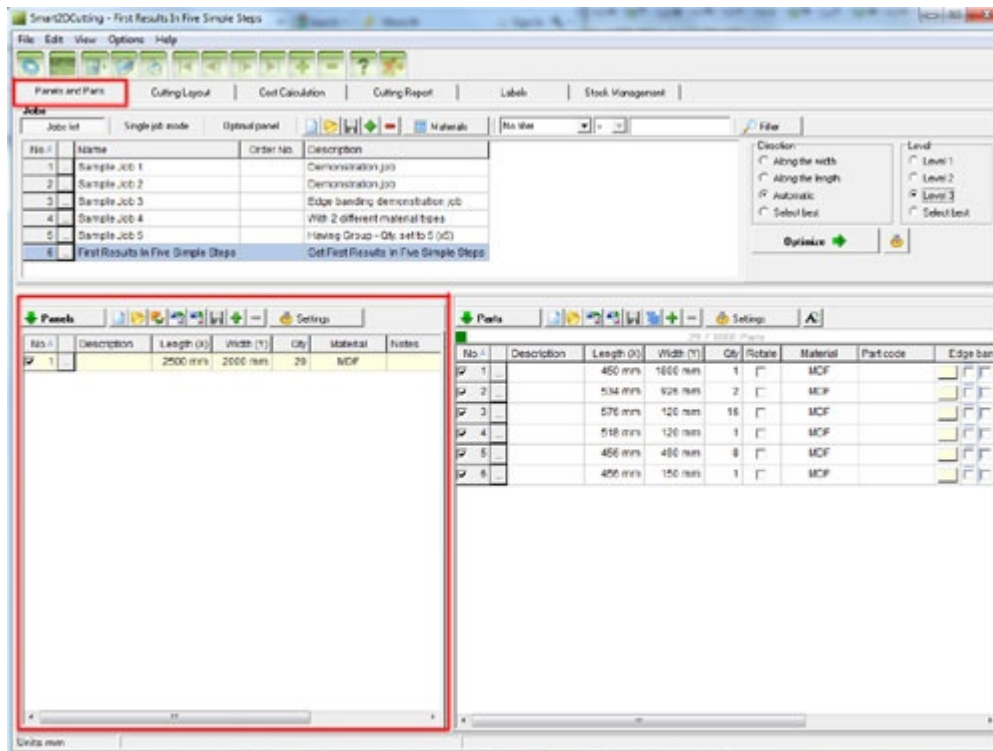 Smart2DCutting - First Results In Five Simple Steps
File Edit View Options Help
Panels and Parts Cutting Layout Cost Calculation Cutting Report Labels Stock Management
Jobs
Jobs list Single job mode Optimal panel Materials No filter Filter
No. Name Order No. Description
1 Sample Job 1 Demonstration job
2 Sample Job 2 Demonstration job
3 Sample Job 3 Edge banding demonstration job
4 Sample Job 4 With 2 different material types
5 Sample Job 5 Having Group - Qty. set to 5 (x5)
6 First Results In Five Simple Steps Get First Results In Five Simple Steps
Direction
Along the width
Along the length
Automatic
Select best
Level
Level 1
Level 2
Level 3
Select best
Optimize
Panels Settings
No. Description Length (X) Width (Y) Qty Material Notes
1 2500 mm 2000 mm 29 MDF
Parts Settings
Parts
No. Description Length (X) Width (Y) Qty Rotate Material Part code Edge ban
1 450 mm 1800 mm 1 MDF
2 534 mm 2 MDF
3 576 mm 120 mm 16 MDF
4 518 mm 120 mm 1 MDF
5 456 mm 8 MDF
6 456 mm 150 mm 1 MDF
Units: mm